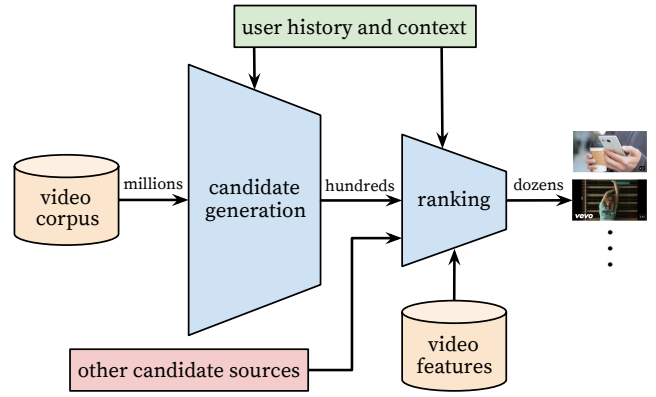 user history and context
video
corpus
millions
candidate
generation
hundreds
ranking
dozens
vevo
other candidate sources
video
features